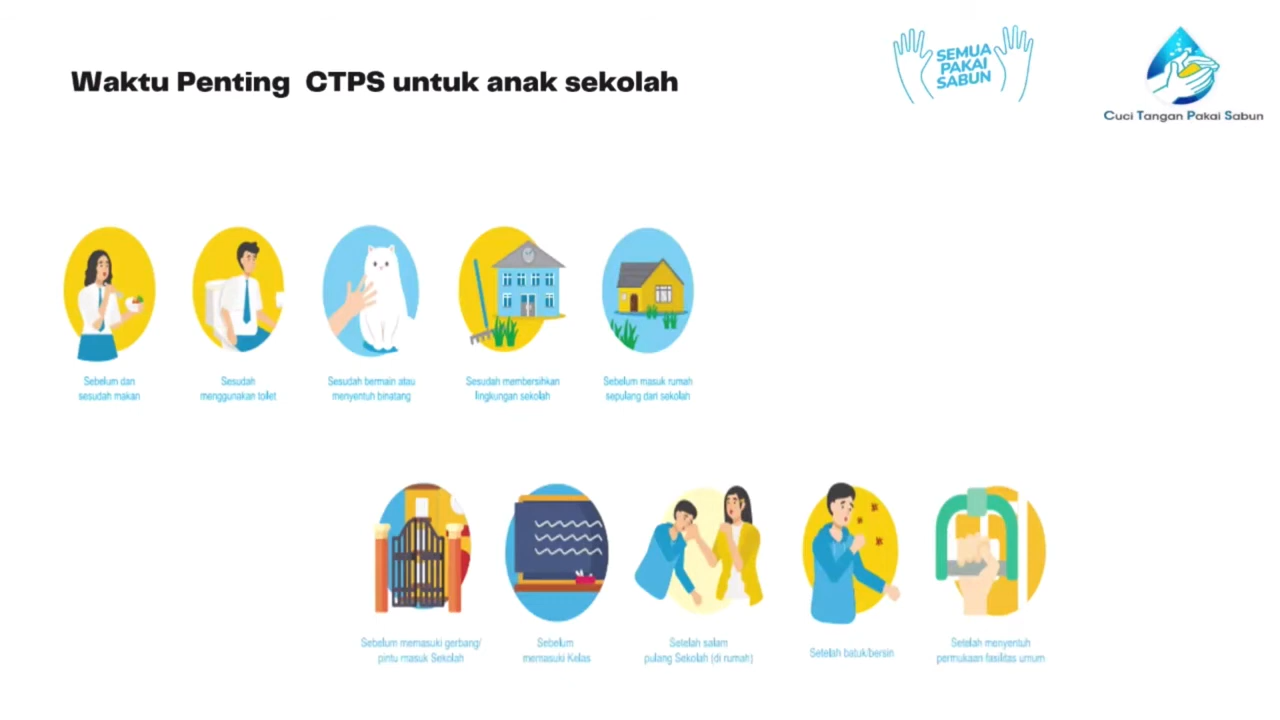 Waktu Penting CTPS untuk anak sekolah
SEMUA
PAKAI
SABUN
Cuci Tangan Pakai Sabun
Sebelum dan
sesudah makan
Sesudah
menggunakan toilet
Sesudah bermain atau
menyentuh binatang
Sesudah membersihkan
lingkungan sekolah
Sebelum masuk rumah
sepulang dari sekolah
Sebelum memasuki gerbang/
pintu masuk Sekolah
Sebelum
memasuki Kelas
Setelah salam
pulang Sekolah (di rumah)
Setelah batuk/bersin
Setelah menyentuh
permukaan fasilitas umum